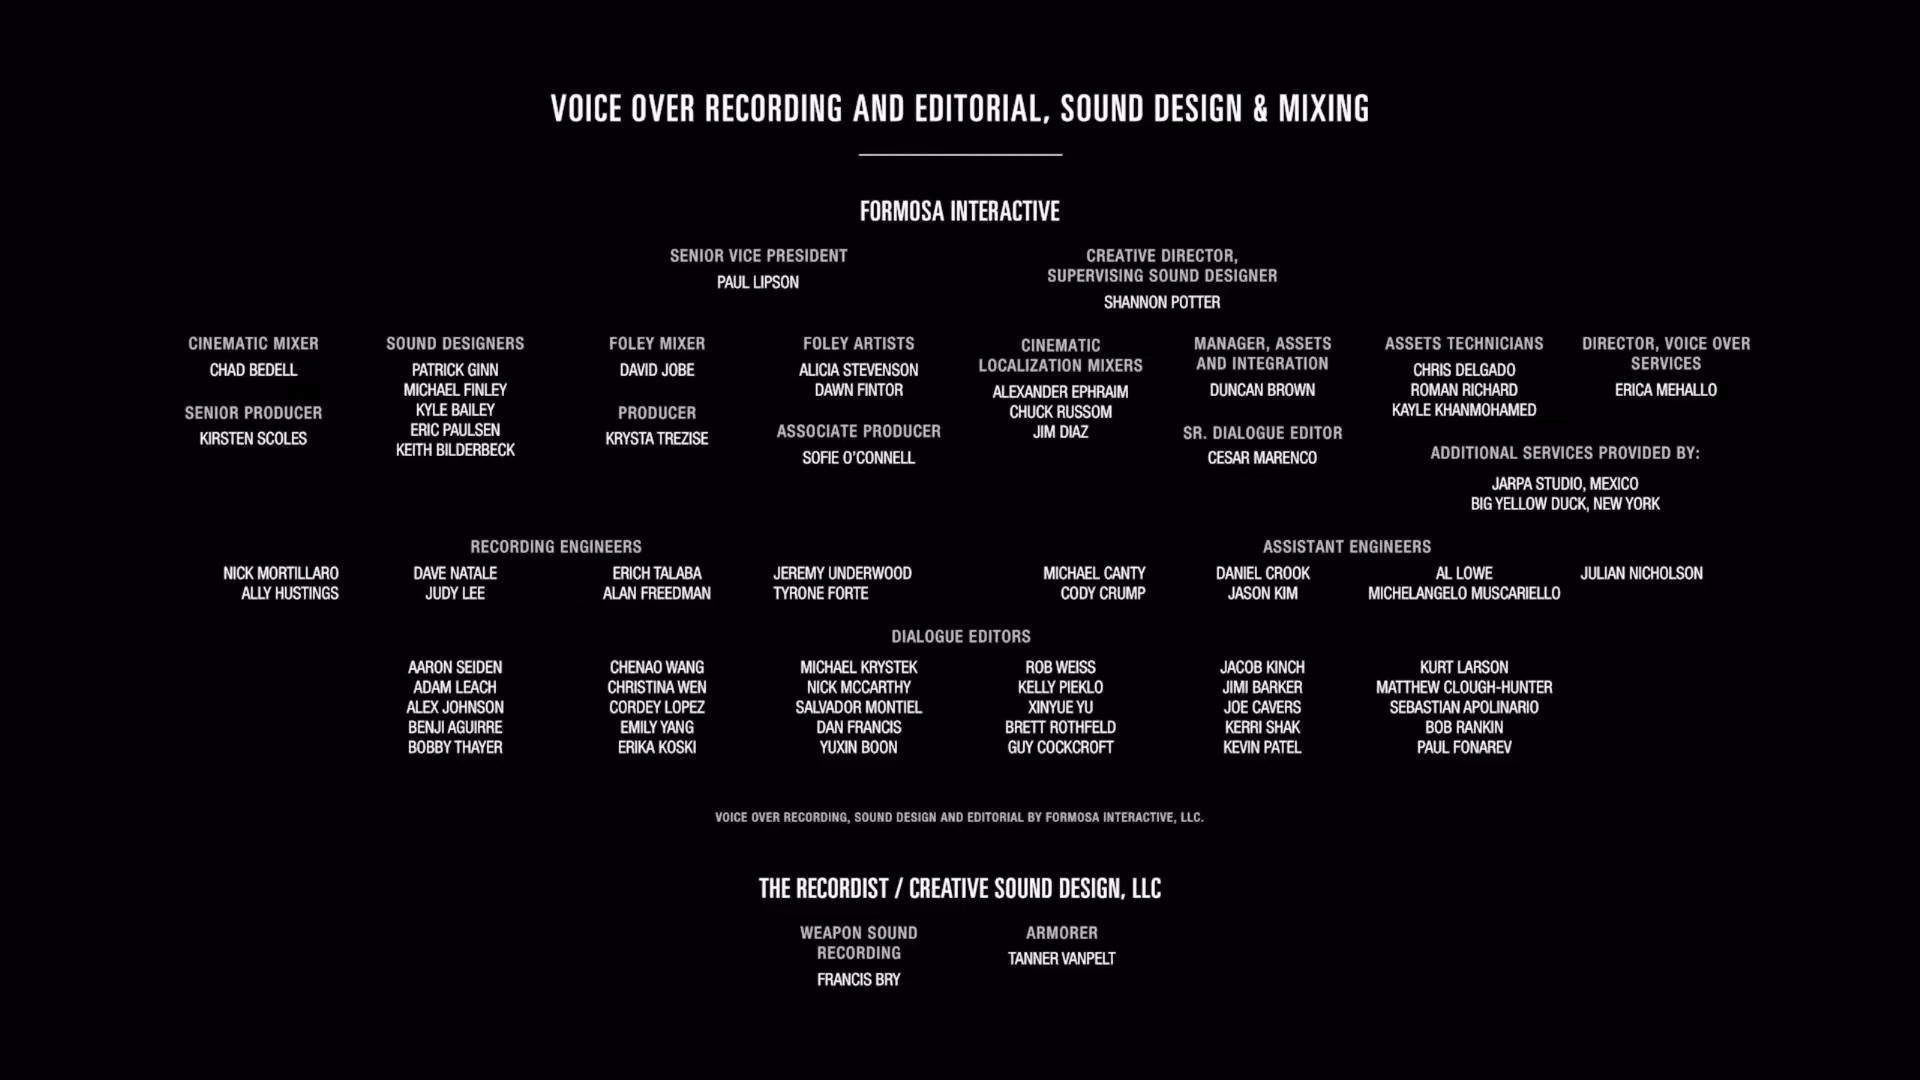 VOICE OVER RECORDING AND EDITORIAL, SOUND DESIGN & MIXING
FORMOSA INTERACTIVE
SENIOR VICE PRESIDENT
PAUL LIPSON
CREATIVE DIRECTOR,
SUPERVISING SOUND DESIGNER
SHANNON POTTER
CINEMATIC MIXER
CHAD BEDELL
SENIOR PRODUCER
KIRSTEN SCOLES
SOUND DESIGNERS
PATRICK GINN
MICHAEL FINLEY
KYLE BAILEY
ERIC PAULSEN
KEITH BILDERBECK
FOLEY MIXER
DAVID JOBE
PRODUCER
KRYSTA TREZISE
FOLEY ARTISTS
ALICIA STEVENSON
DAWN FINTOR
ASSOCIATE PRODUCER
SOFIE O'CONNELL
CINEMATIC
LOCALIZATION MIXERS
ALEXANDER EPHRAIM
CHUCK RUSSOM
JIM DIAZ
MANAGER, ASSETS
AND INTEGRATION
DUNCAN BROWN
SR. DIALOGUE EDITOR
CESAR MARENCO
ASSETS TECHNICIANS
CHRIS DELGADO
ROMAN RICHARD
KAYLE KHANMOHAMED
DIRECTOR, VOICE OVER
SERVICES
ERICA MEHALLO
ADDITIONAL SERVICES PROVIDED BY:
JARPA STUDIO, MEXICO
BIG YELLOW DUCK, NEW YORK
RECORDING ENGINEERS
NICK MORTILLARO
ALLY HUSTINGS
DAVE NATALE
JUDY LEE
ERICH TALABA
ALAN FREEDMAN
JEREMY UNDERWOOD
TYRONE FORTE
ASSISTANT ENGINEERS
MICHAEL CANTY
CODY CRUMP
DANIEL CROOK
JASON KIM
AL LOWE
MICHELANGELO MUSCARIELLO
JULIAN NICHOLSON
DIALOGUE EDITORS
AARON SEIDEN
ADAM LEACH
ALEX JOHNSON
BENJI AGUIRRE
BOBBY THAYER
CHENAO WANG
CHRISTINA WEN
CORDEY LOPEZ
EMILY YANG
ERIKA KOSKI
MICHAEL KRYSTEK
NICK MCCARTHY
SALVADOR MONTIEL
DAN FRANCIS
YUXIN BOON
ROB WEISS
KELLY PIEKLO
XINYUE YU
BRETT ROTHFELD
GUY COCKCROFT
JACOB KINCH
JIMI BARKER
JOE CAVERS
KERRI SHAK
KEVIN PATEL
KURT LARSON
MATTHEW CLOUGH-HUNTER
SEBASTIAN APOLINARIO
BOB RANKIN
PAUL FONAREV
VOICE OVER RECORDING, SOUND DESIGN AND EDITORIAL BY FORMOSA INTERACTIVE, LLC.
THE RECORDIST / CREATIVE SOUND DESIGN, LLC
WEAPON SOUND
RECORDING
FRANCIS BRY
ARMORER
TANNER VANPELT